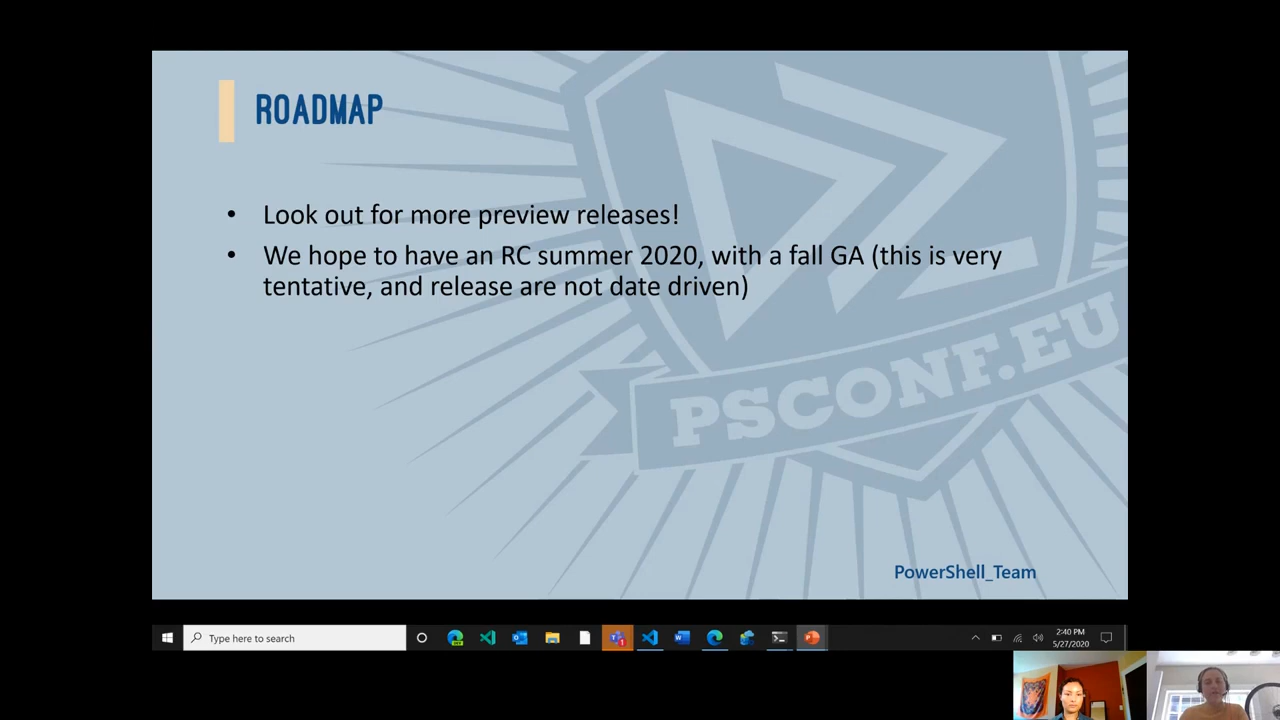 ROADMAP
• Look out for more preview releases!
• We hope to have an RC summer 2020, with a fall GA (this is very
tentative, and release are not date driven)
PSCONF.EU
PowerShell_Team
Type here to search
2:40 PM
5/27/2020